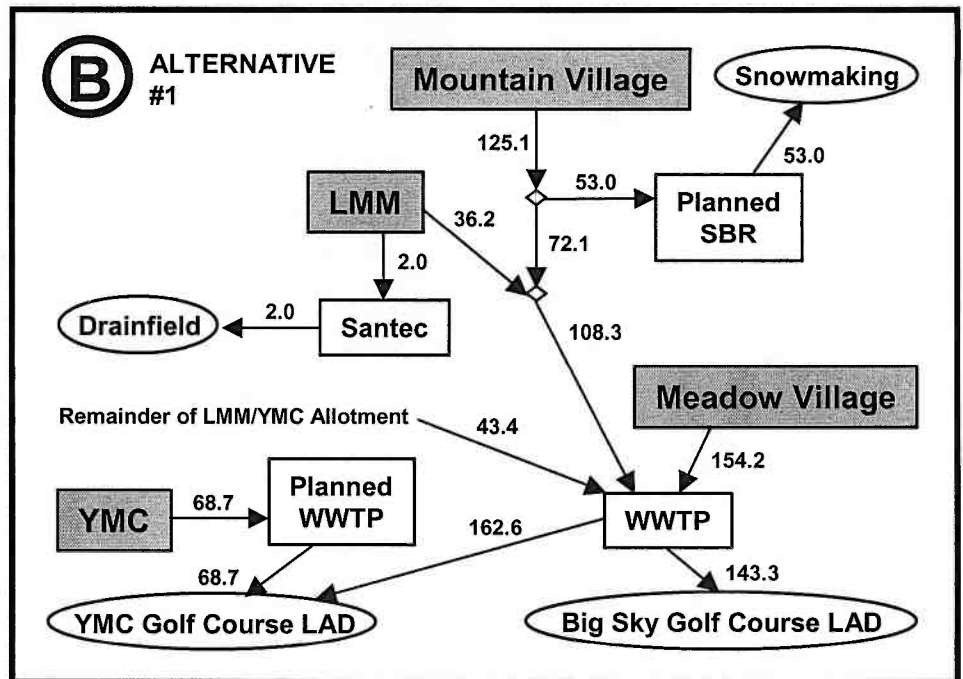 B
ALTERNATIVE
#1
Mountain Village
Snowmaking
125.1
53.0
53.0
Planned
SBR
LMM
36.2
72.1
2.0
Drainfield
2.0
Santec
108.3
Meadow Village
Remainder of LMM/YMC Allotment
43.4
154.2
YMC
68.7
Planned
WWTP
162.6
WWTP
68.7
143.3
YMC Golf Course LAD
Big Sky Golf Course LAD